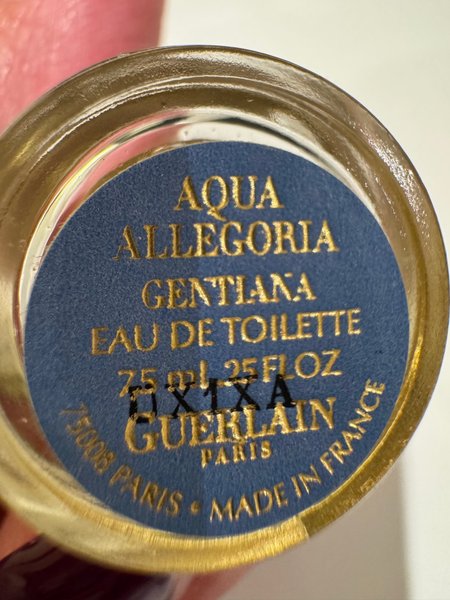 AQUA
ALLEGORIA
GENTIANA
EAU DE TOILETTE
7.5 ml .25 FL OZ
DX1XA
GUERLAIN
PARIS
75008 PARIS • MADE IN FRANCE